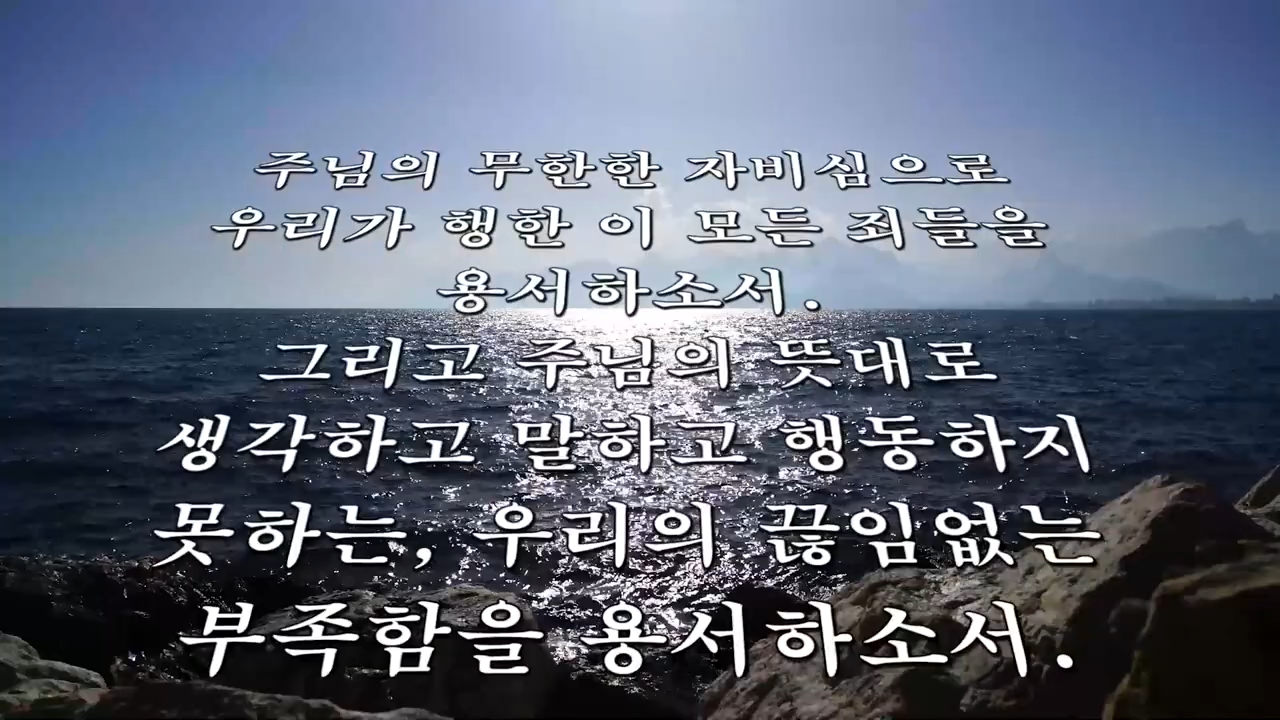 주님의 무한한 자비심으로
우리가 행한 이 모든 죄들을
용서하소서.
그리고 주님의 뜻대로
생각하고 말하고 행동하지
못하는, 우리의 끊임없는
부족함을 용서하소서.